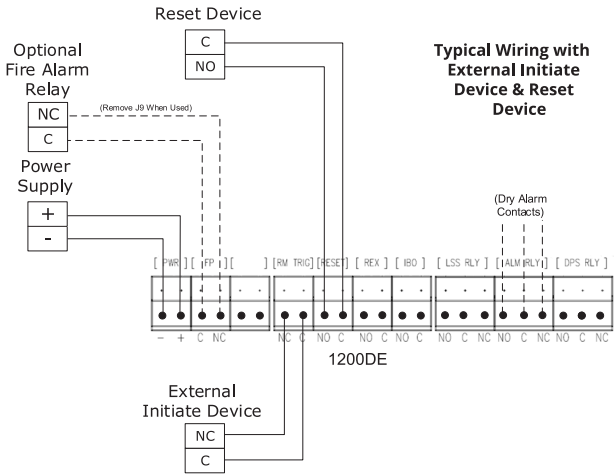 Reset Device
C
NO
Typical Wiring with
External Initiate
Device & Reset
Device
Optional
Fire Alarm
Relay
NC
C
(Remove J9 When Used)
Power
Supply
+
-
(Dry Alarm
Contacts)
[ PWR ] [ FP ] [ ] [RM TRIG] [RESET] [ REX ] [ IBO ] [ LSS RLY ] [ ALM RLY ] [ DPS RLY ]
- + C NC NC C NO C NO C NO C NO C NC NO C NC NO C NC
1200DE
External
Initiate Device
NC
C